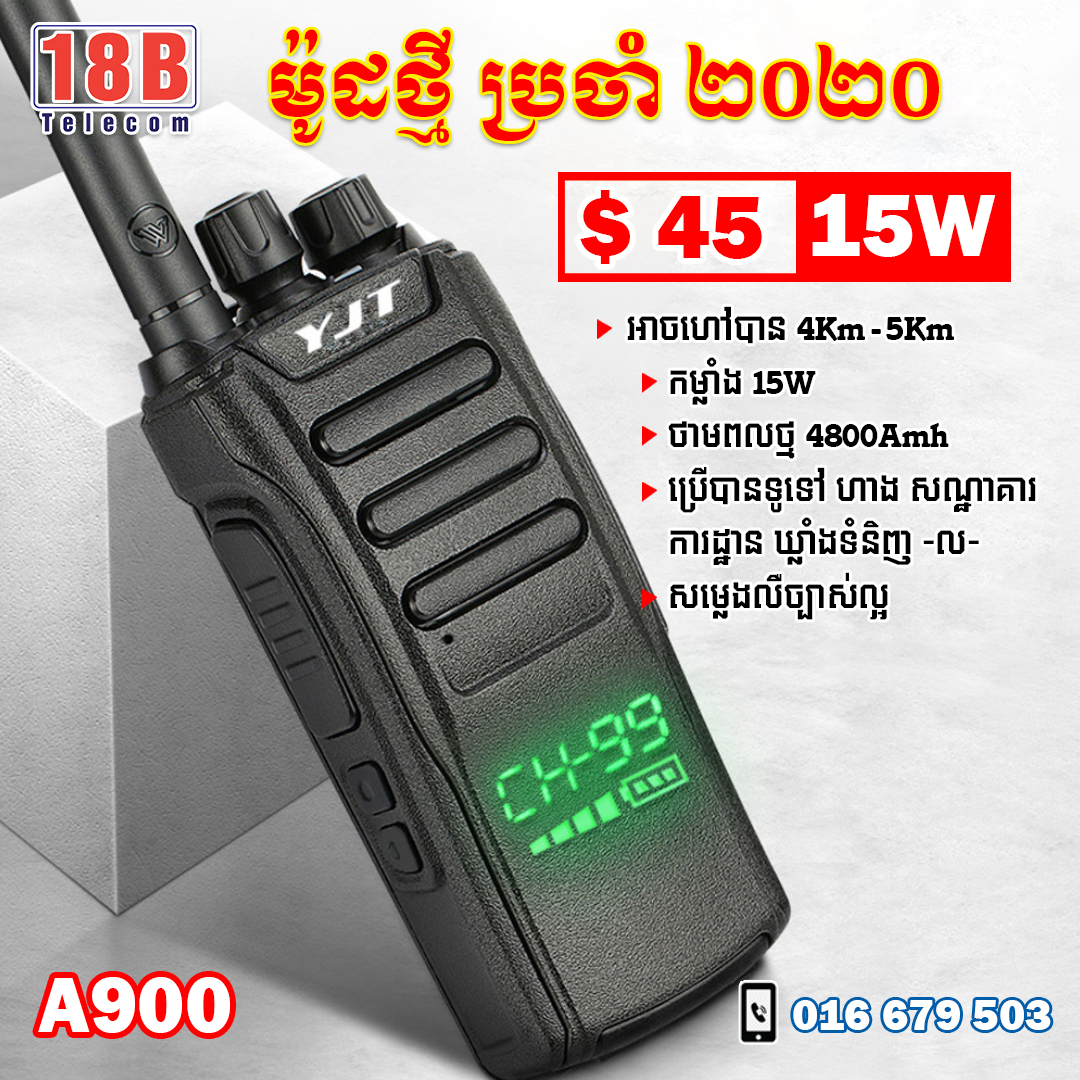 18B
Telecom
ម៉ូដថ្មី ប្រចាំ ២០២០
$ 45 15W
អាចហៅបាន 4Km - 5Km
កម្លាំង 15W
ថាមពលថ្ម 4800Amh
ប្រើបានទូទៅ ហាង សណ្ឋាគារ
ការដ្ឋាន ឃ្លាំងទំនិញ -ល-
សម្លេងលឺច្បាស់ល្អ
YJT
CH-99
A900
016 679 503